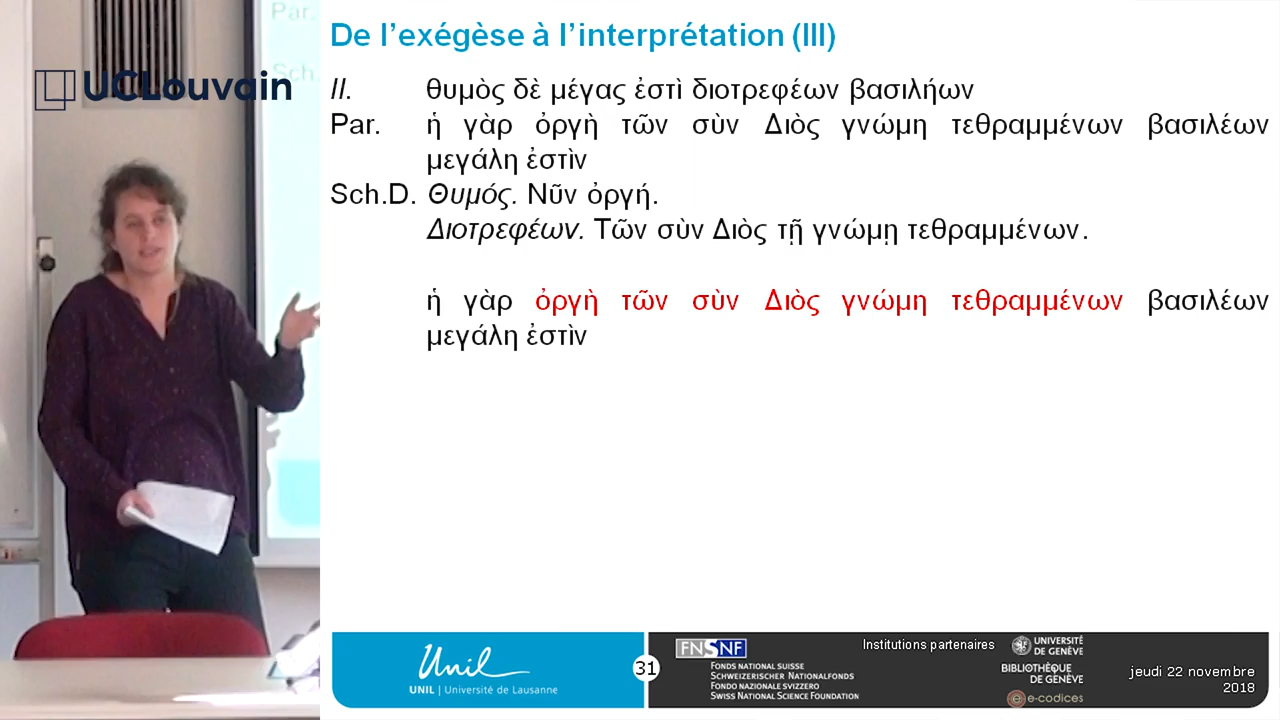 Par.
Sch.
UCLouvain
De l’exégèse à l’interprétation (III)
Il. θυμὸς δὲ μέγας ἐστὶ διοτρεφέων βασιλήων
Par. ἡ γὰρ ὀργὴ τῶν σὺν Διὸς γνώμη τεθραμμένων βασιλέων
μεγάλη ἐστὶν
Sch.D. Θυμός. Νῦν ὀργή.
Διοτρεφέων. Τῶν σὺν Διὸς τῇ γνώμῃ τεθραμμένων.
ἡ γὰρ ὀργὴ τῶν σὺν Διὸς γνώμη τεθραμμένων βασιλέων
μεγάλη ἐστὶν
Unil
UNIL | Université de Lausanne
31
FNSNF
FONDS NATIONAL SUISSE
SCHWEIZERISCHER NATIONALFONDS
FONDO NAZIONALE SVIZZERO
SWISS NATIONAL SCIENCE FOUNDATION
Institutions partenaires
UNIVERSITÉ
DE GENÈVE
BIBLIOTHÈQUE
DE GENÈVE
e-codices
jeudi 22 novembre
2018